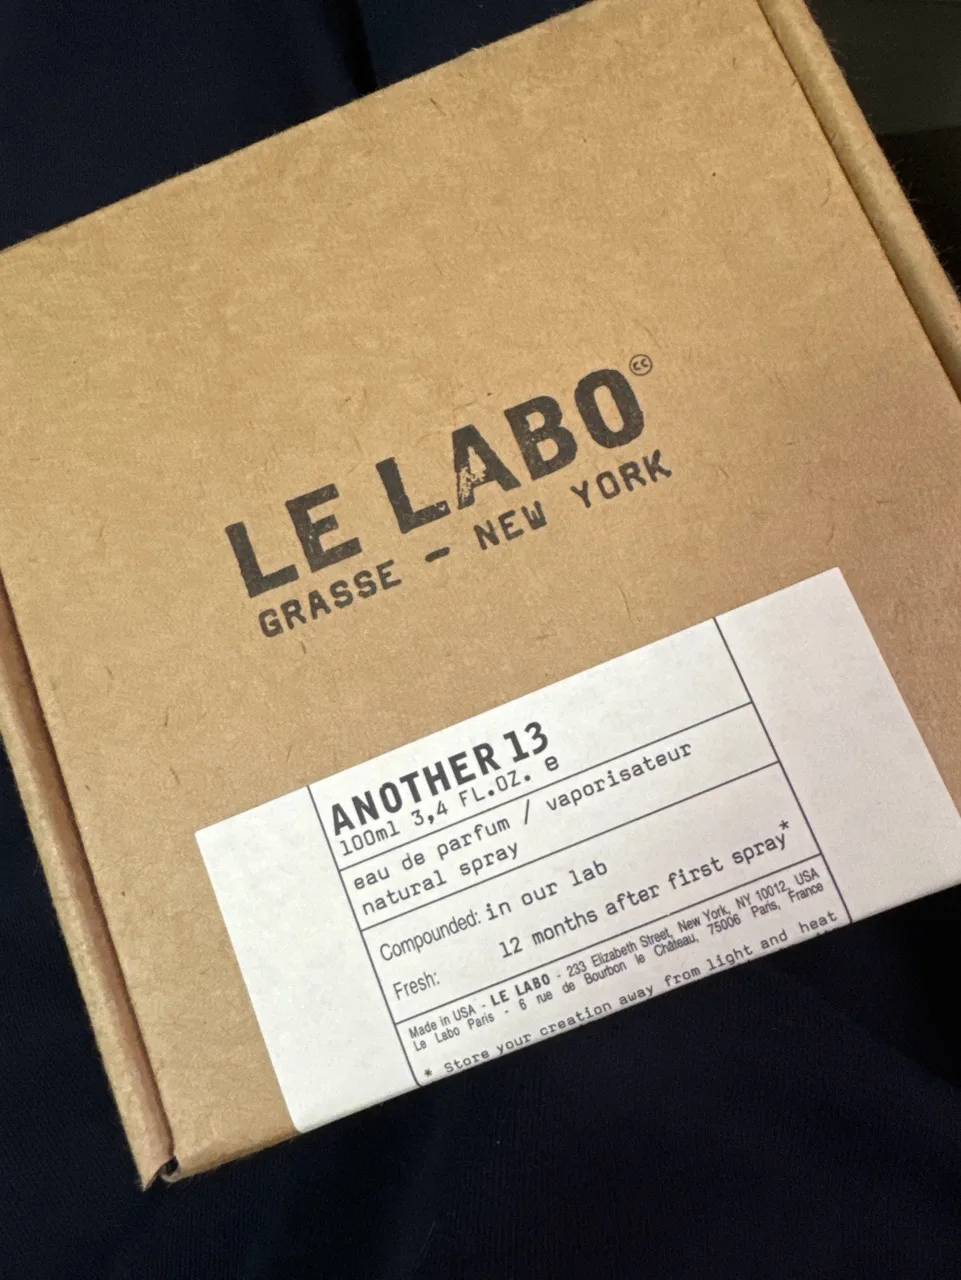 LE LABO
GRASSE – NEW YORK
ANOTHER 13
100ml 3,4 FL.OZ. e
eau de parfum / vaporisateur
natural spray
Compounded: in our lab
Fresh: 12 months after first spray*
Made in USA - LE LABO - 233 Elizabeth Street, New York, NY 10012, USA
Le Labo Paris - 6 rue de Bourbon le Château, 75006 Paris, France
* Store your creation away from light and heat